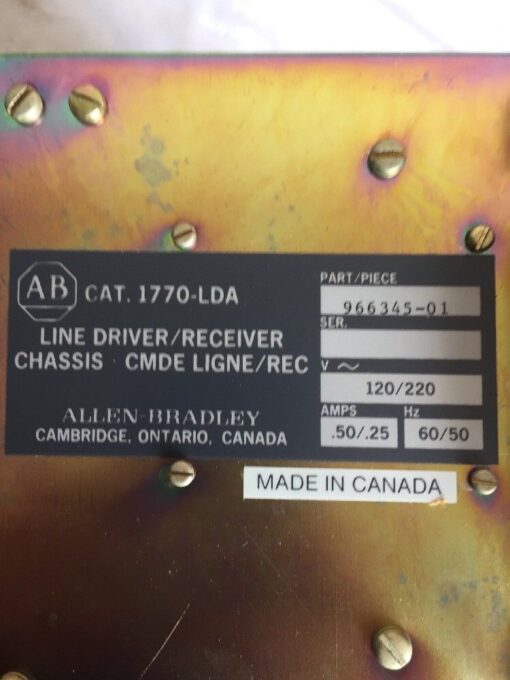 AB CAT. 1770-LDA
LINE DRIVER/RECEIVER
CHASSIS CMDE LIGNE/REC
ALLEN-BRADLEY
CAMBRIDGE, ONTARIO, CANADA
PART/PIECE
966345-01
SER.
V ~
120/220
AMPS Hz
.50/.25 60/50
MADE IN CANADA